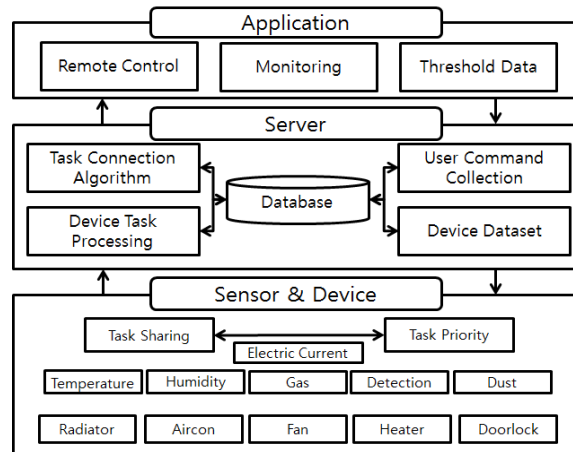 Application
Remote Control
Monitoring
Threshold Data
Server
Task Connection
Algorithm
User Command
Collection
Database
Device Task
Processing
Device Dataset
Sensor & Device
Task Sharing
Task Priority
Electric Current
Temperature
Humidity
Gas
Detection
Dust
Radiator
Aircon
Fan
Heater
Doorlock